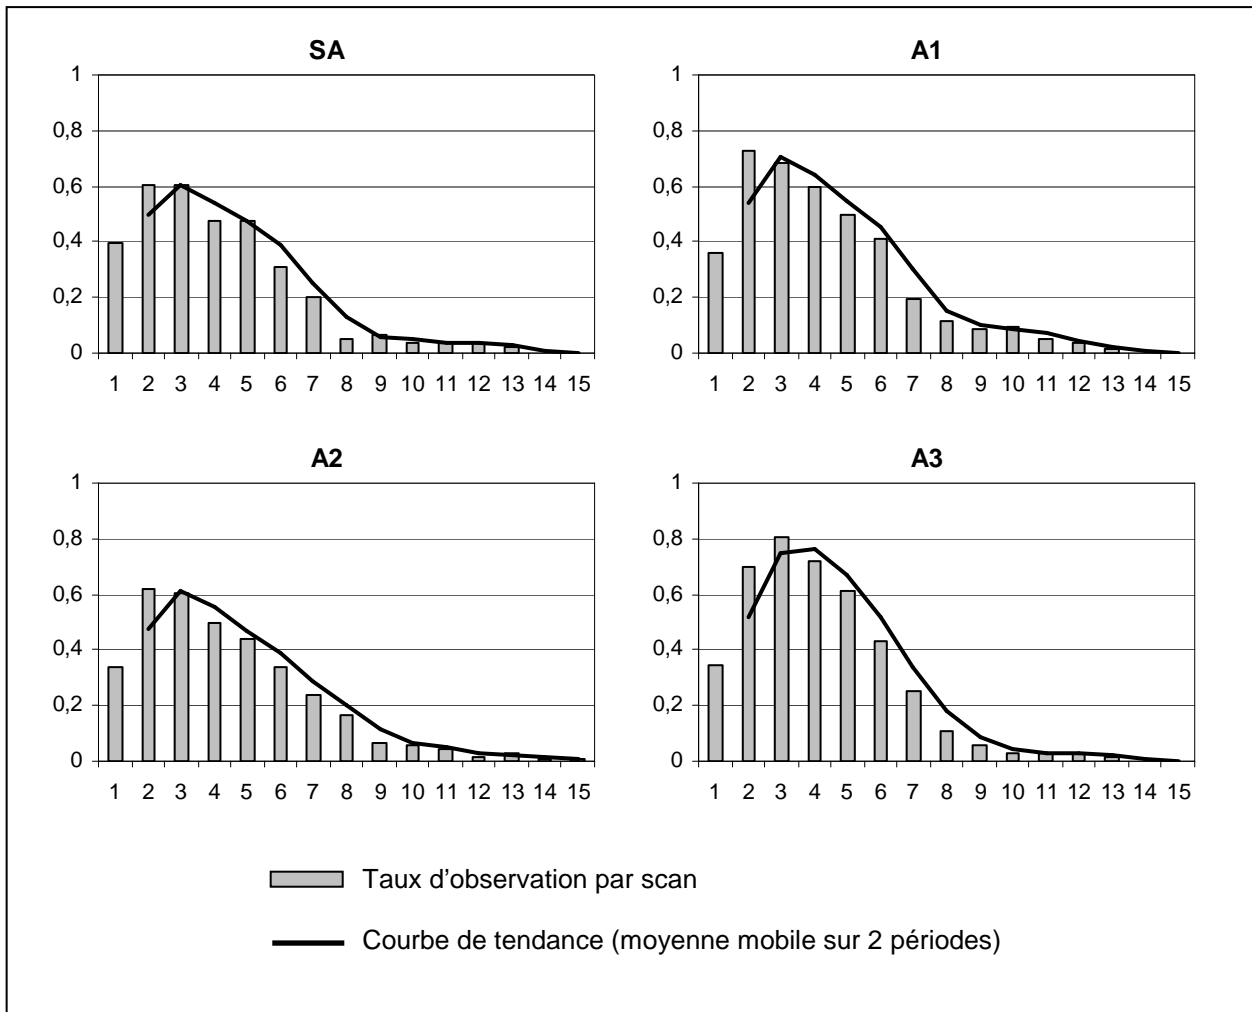 SA
1
0,8
0,6
0,4
0,2
0
1 2 3 4 5 6 7 8 9 10 11 12 13 14 15
A1
1
0,8
0,6
0,4
0,2
0
1 2 3 4 5 6 7 8 9 10 11 12 13 14 15
A2
1
0,8
0,6
0,4
0,2
0
1 2 3 4 5 6 7 8 9 10 11 12 13 14 15
A3
1
0,8
0,6
0,4
0,2
0
1 2 3 4 5 6 7 8 9 10 11 12 13 14 15
Taux d'observation par scan
Courbe de tendance (moyenne mobile sur 2 périodes)